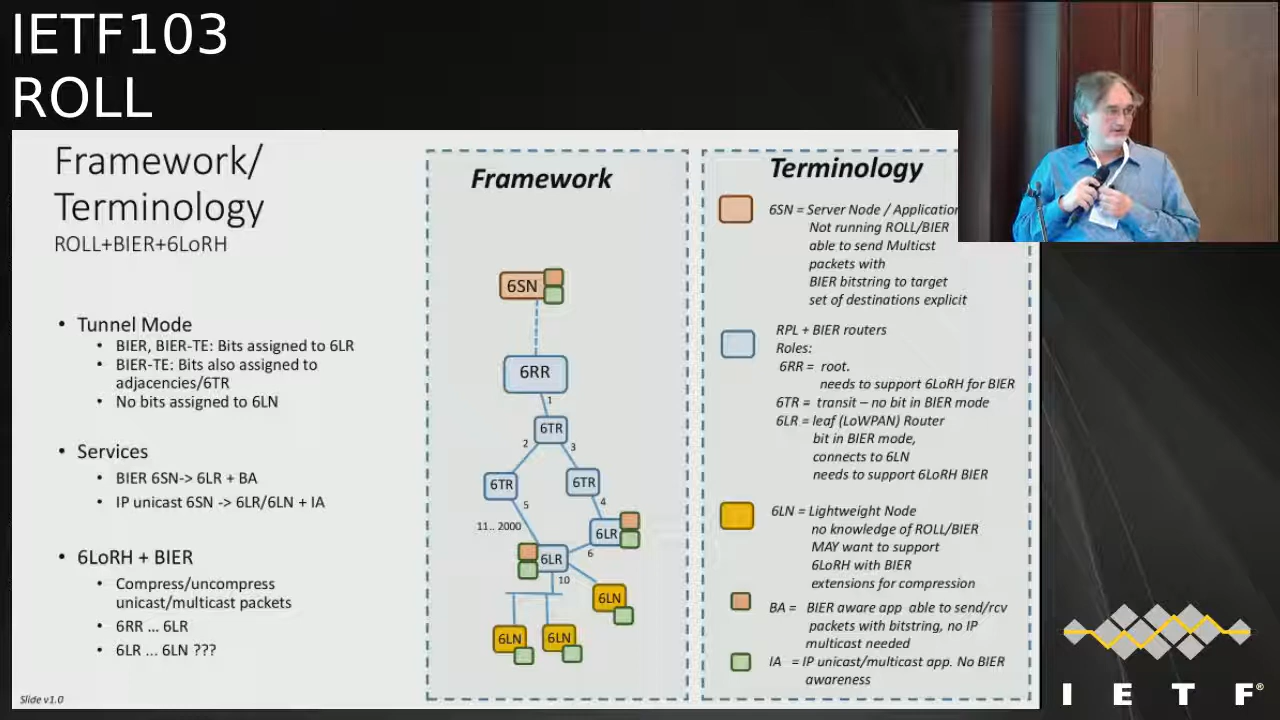 IETF103
ROLL
Framework/
Terminology
ROLL+BIER+6LoRH
• Tunnel Mode
• BIER, BIER-TE: Bits assigned to 6LR
• BIER-TE: Bits also assigned to
adjacencies/6TR
• No bits assigned to 6LN
• Services
• BIER 6SN-> 6LR + BA
• IP unicast 6SN -> 6LR/6LN + IA
• 6LoRH + BIER
• Compress/uncompress
unicast/multicast packets
• 6RR ... 6LR
• 6LR ... 6LN ???
Slide v1.0
Framework
6SN
6RR
1
6TR
2
3
6TR
6TR
4
5
11.. 2000
6LR
6
6LR
10
6LN
6LN
6LN
Terminology
6SN = Server Node / Application
Not running ROLL/BIER
able to send Multicst
packets with
BIER bitstring to target
set of destinations explicit
RPL + BIER routers
Roles:
6RR = root.
needs to support 6LoRH for BIER
6TR = transit – no bit in BIER mode
6LR = leaf (LoWPAN) Router
bit in BIER mode,
connects to 6LN
needs to support 6LoRH BIER
6LN = Lightweight Node
no knowledge of ROLL/BIER
MAY want to support
6LoRH with BIER
extensions for compression
BA = BIER aware app able to send/rcv
packets with bitstring, no IP
multicast needed
IA = IP unicast/multicast app. No BIER
awareness
I E T F®